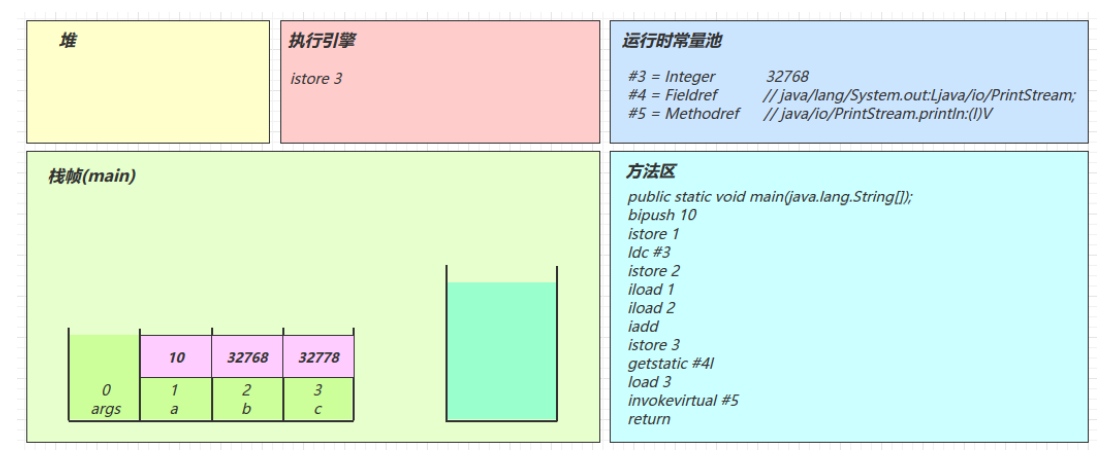 堆
执行引擎
istore 3
运行时常量池
#3 = Integer 32768
#4 = Fieldref // java/lang/System.out:Ljava/io/PrintStream;
#5 = Methodref // java/io/PrintStream.println:(I)V
栈帧(main)
10 32768 32778
0 1 2 3
args a b c
方法区
public static void main(java.lang.String[]);
bipush 10
istore 1
ldc #3
istore 2
iload 1
iload 2
iadd
istore 3
getstatic #4I
load 3
invokevirtual #5
return